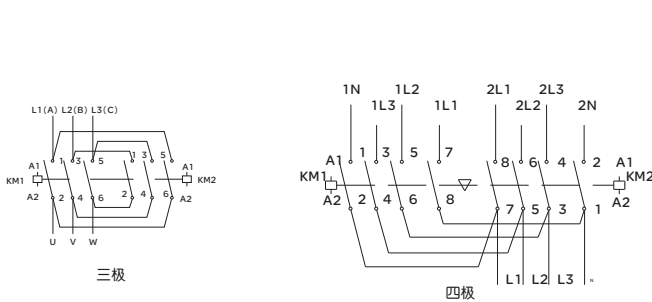 L1(A) L2(B) L3(C)
A1 1 3 5 1 3 5 A1
KM1 KM2
A2 2 4 6 2 4 6 A2
U V W
三极
1N 1L2 2L1 2L3
1L3 1L1 2L2 2N
A1 1 3 5 7 8 6 4 2 A1
KM1 KM2
A2 2 4 6 8 7 5 3 1 A2
L1 L2 L3 N
四极